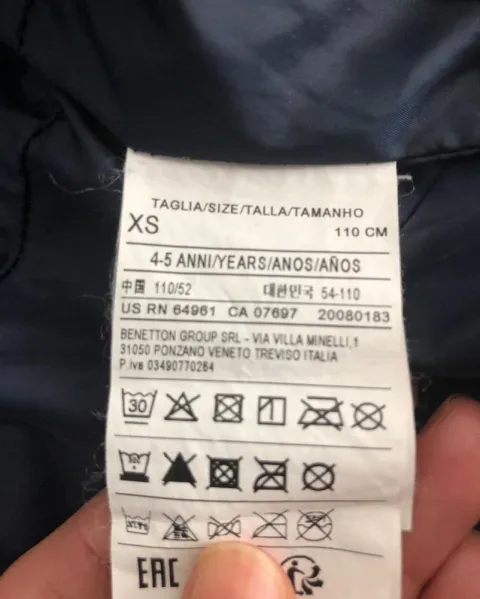 TAGLIA/SIZE/TALLA/TAMANHO
XS 110 CM
4-5 ANNI/YEARS/ANOS/AÑOS
中国 110/52 대한민국 54-110
US RN 64961 CA 07697 20080183
BENETTON GROUP SRL - VIA VILLA MINELLI,1
31050 PONZANO VENETO TREVISO ITALIA
P.iva 03490770264
30
EAC